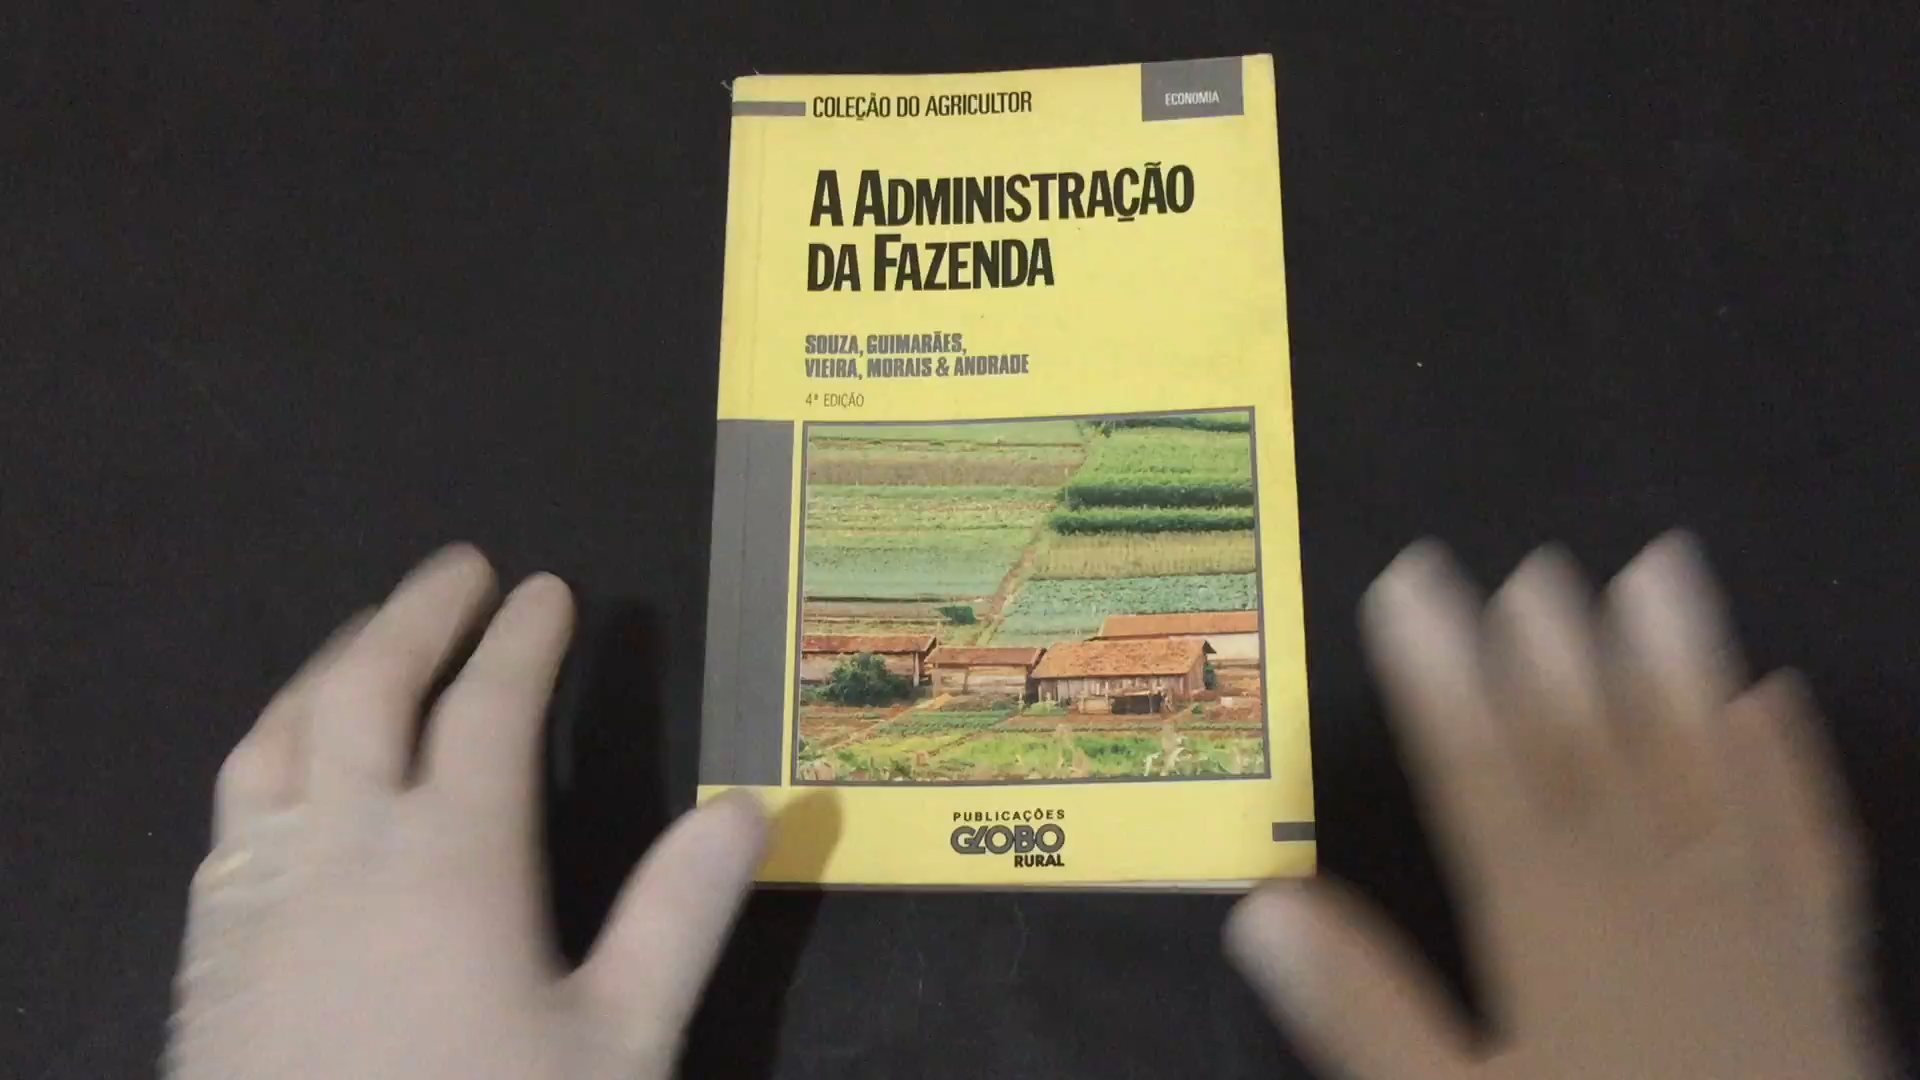 COLEÇÃO DO AGRICULTOR
ECONOMIA
A ADMINISTRAÇÃO
DA FAZENDA
SOUZA, GUIMARÃES,
VIEIRA, MORAIS & ANDRADE
4ª EDIÇÃO
PUBLICAÇÕES
GLOBO
RURAL